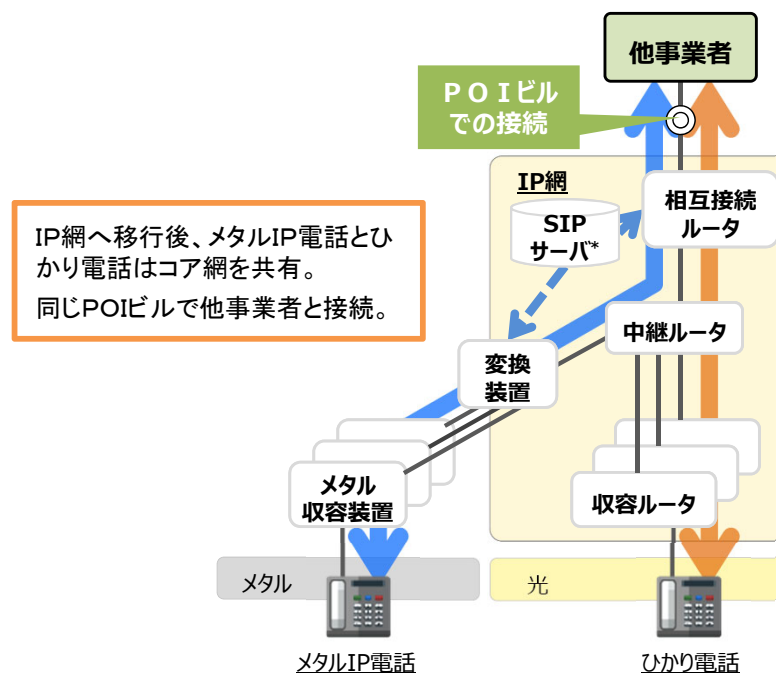 他事業者
ＰＯＩビル
での接続
IP網
相互接続
ルータ
SIP
サーバ*
IP網へ移行後、メタルIP電話とひ
かり電話はコア網を共有。
同じPOIビルで他事業者と接続。
中継ルータ
変換
装置
メタル
収容装置
収容ルータ
メタル
光
メタルIP電話
ひかり電話